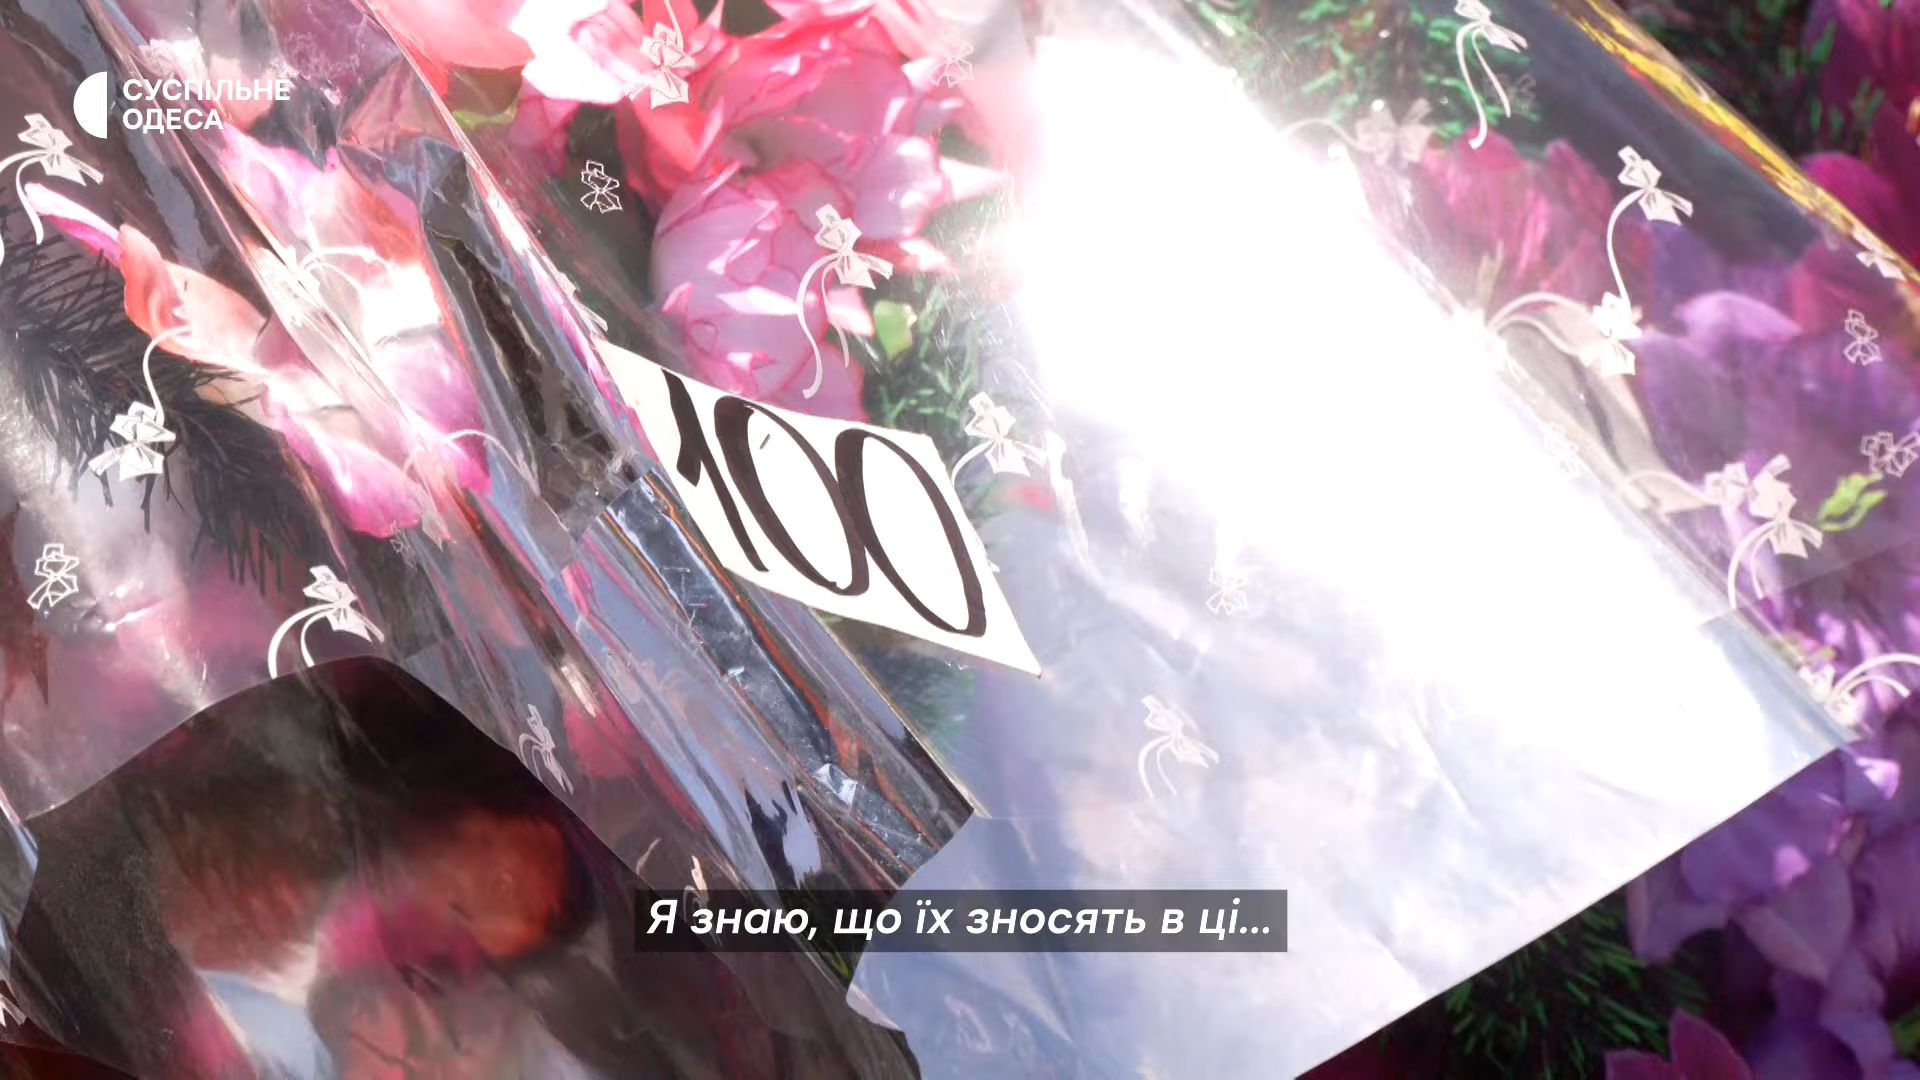 СУСПІЛЬНЕ
ОДЕСА
100
Я знаю, що їх зносять в ці...